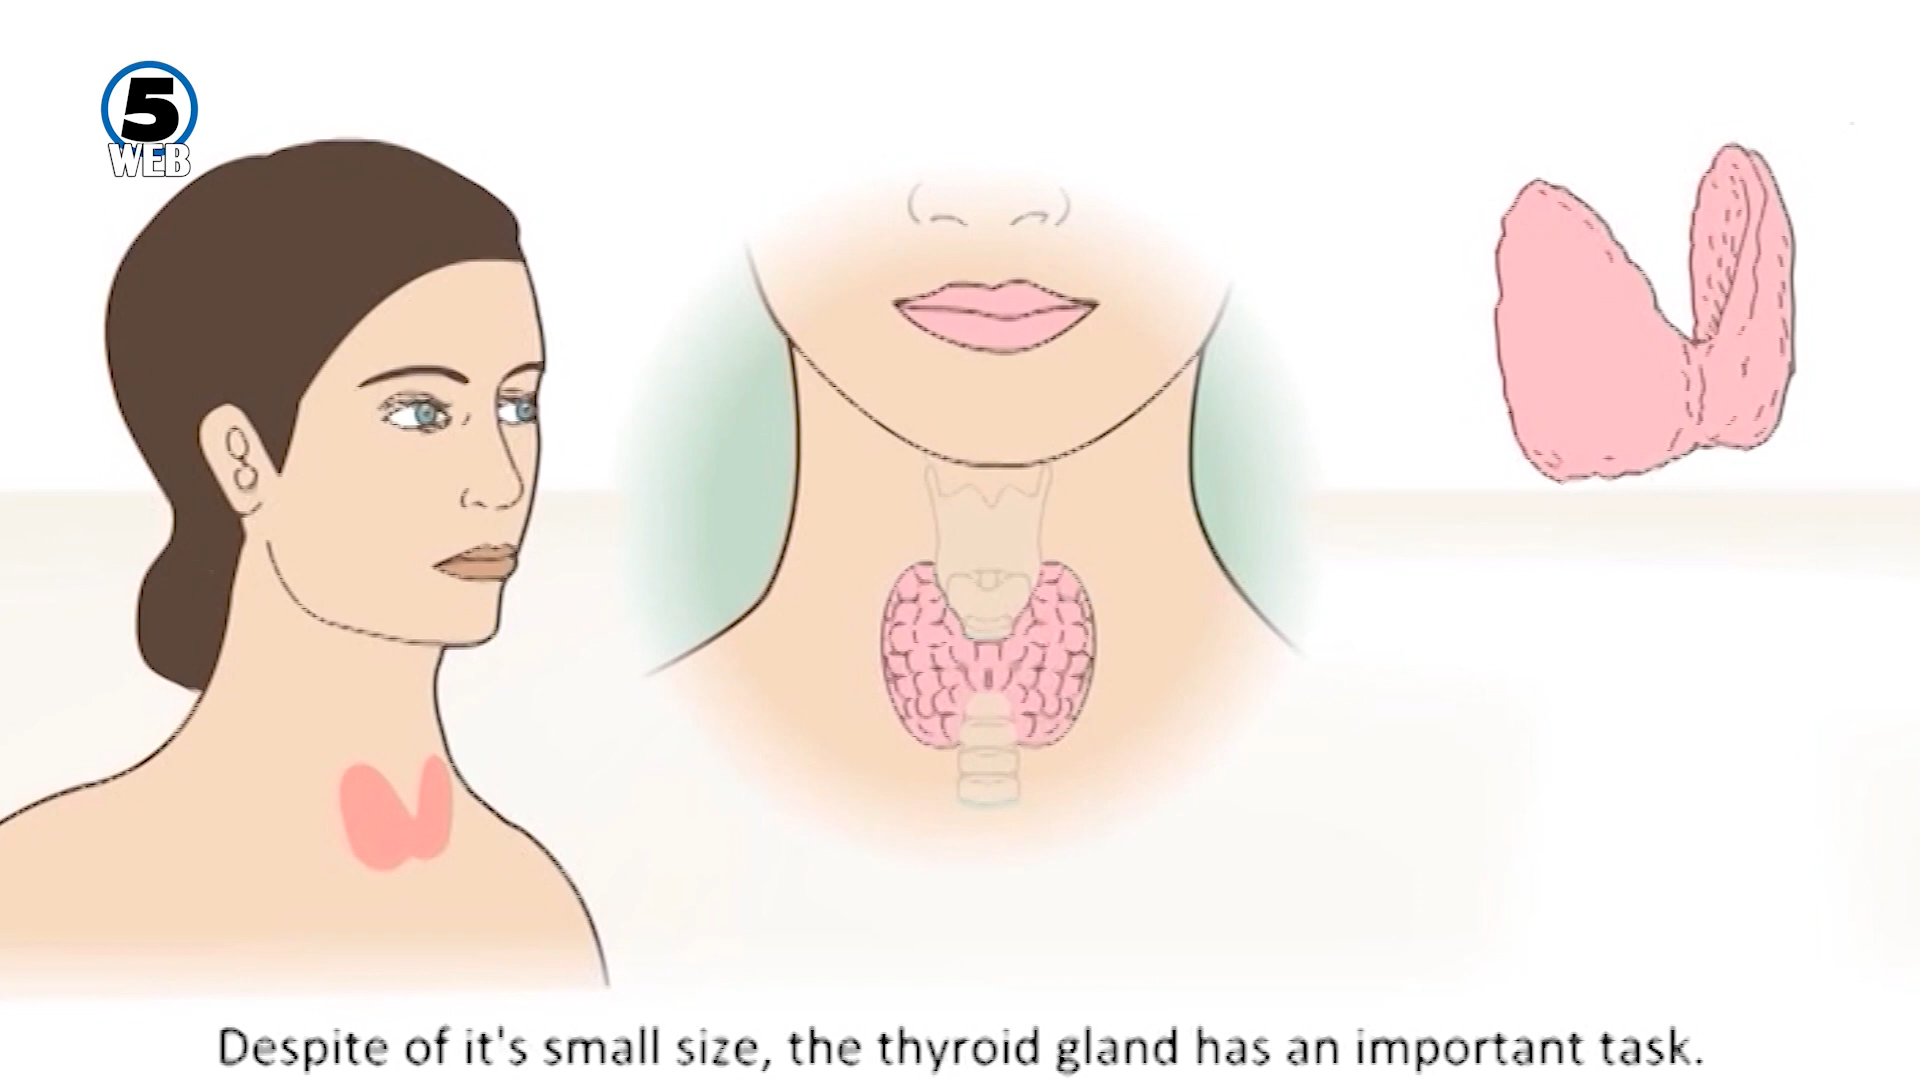 5
WEB
Despite of it's small size, the thyroid gland has an important task.